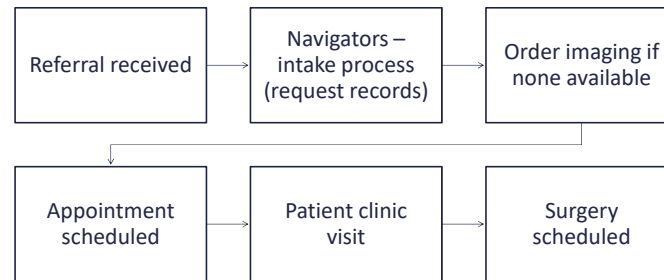 Referral received
Navigators –
intake process
(request records)
Order imaging if
none available
Appointment
scheduled
Patient clinic
visit
Surgery
scheduled